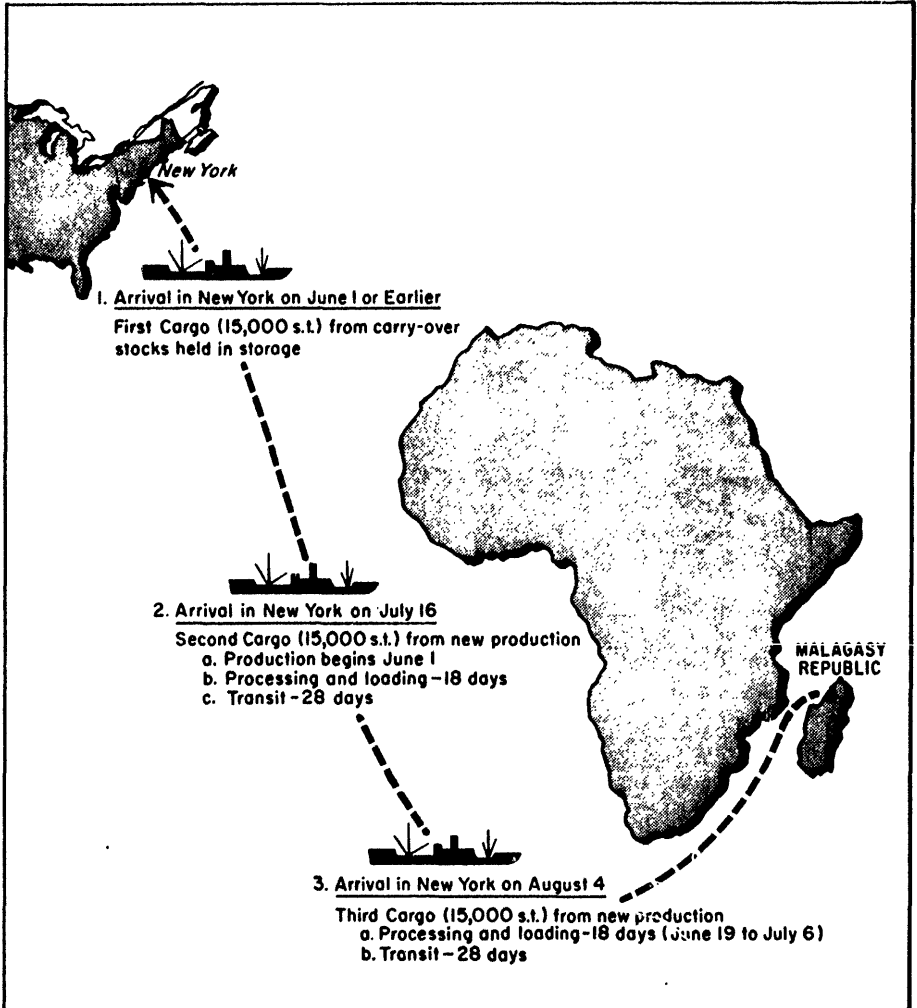 New York
1. Arrival in New York on June 1 or Earlier
First Cargo (15,000 s.t.) from carry-over
stocks held in storage
2. Arrival in New York on July 16
Second Cargo (15,000 s.t.) from new production
a. Production begins June 1
b. Processing and loading-18 days
c. Transit-28 days
MALAGASY
REPUBLIC
3. Arrival in New York on August 4
Third Cargo (15,000 s.t.) from new production
a. Processing and loading-18 days (June 19 to July 6)
b. Transit-28 days